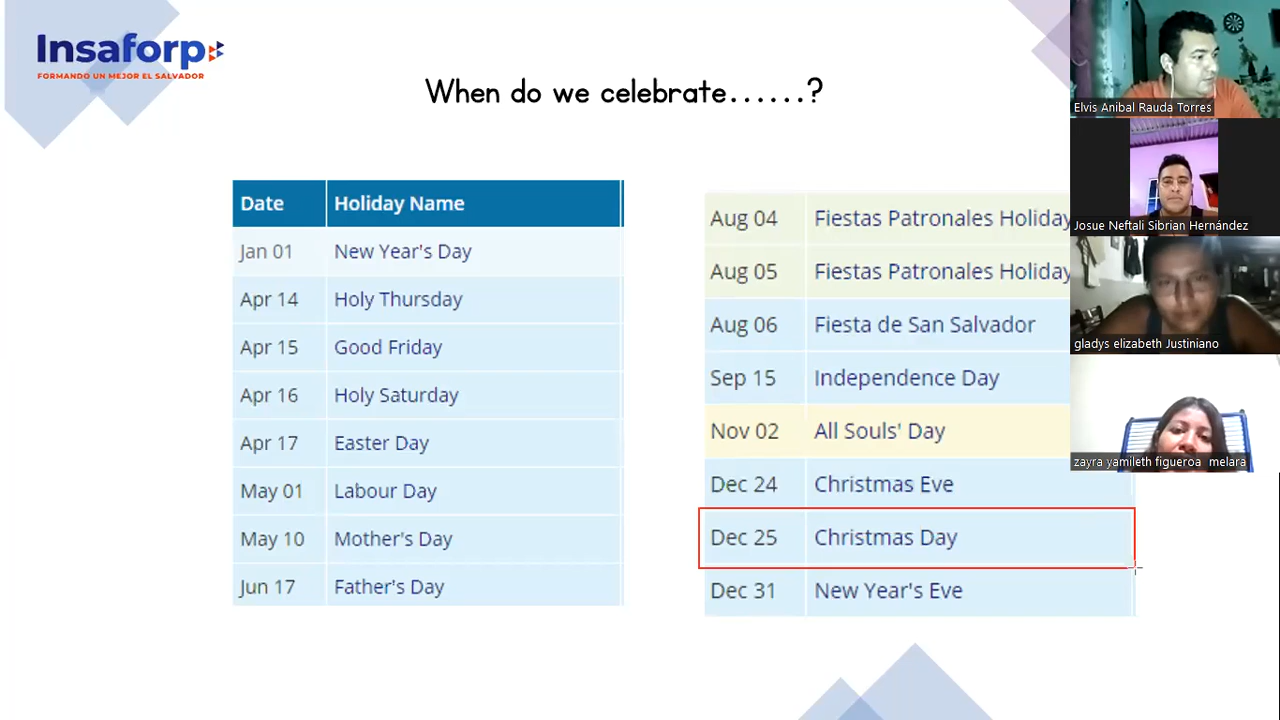 Insaforp
FORMANDO UN MEJOR EL SALVADOR
When do we celebrate......?
Date Holiday Name
Jan 01 New Year's Day
Apr 14 Holy Thursday
Apr 15 Good Friday
Apr 16 Holy Saturday
Apr 17 Easter Day
May 01 Labour Day
May 10 Mother's Day
Jun 17 Father's Day
Aug 04 Fiestas Patronales Holiday
Aug 05 Fiestas Patronales Holiday
Aug 06 Fiesta de San Salvador
Sep 15 Independence Day
Nov 02 All Souls' Day
Dec 24 Christmas Eve
Dec 25 Christmas Day
Dec 31 New Year's Eve
Elvis Anibal Rauda Torres
Josue Neftali Sibrian Hernández
gladys elizabeth Justiniano
zayra yamileth figueroa melara